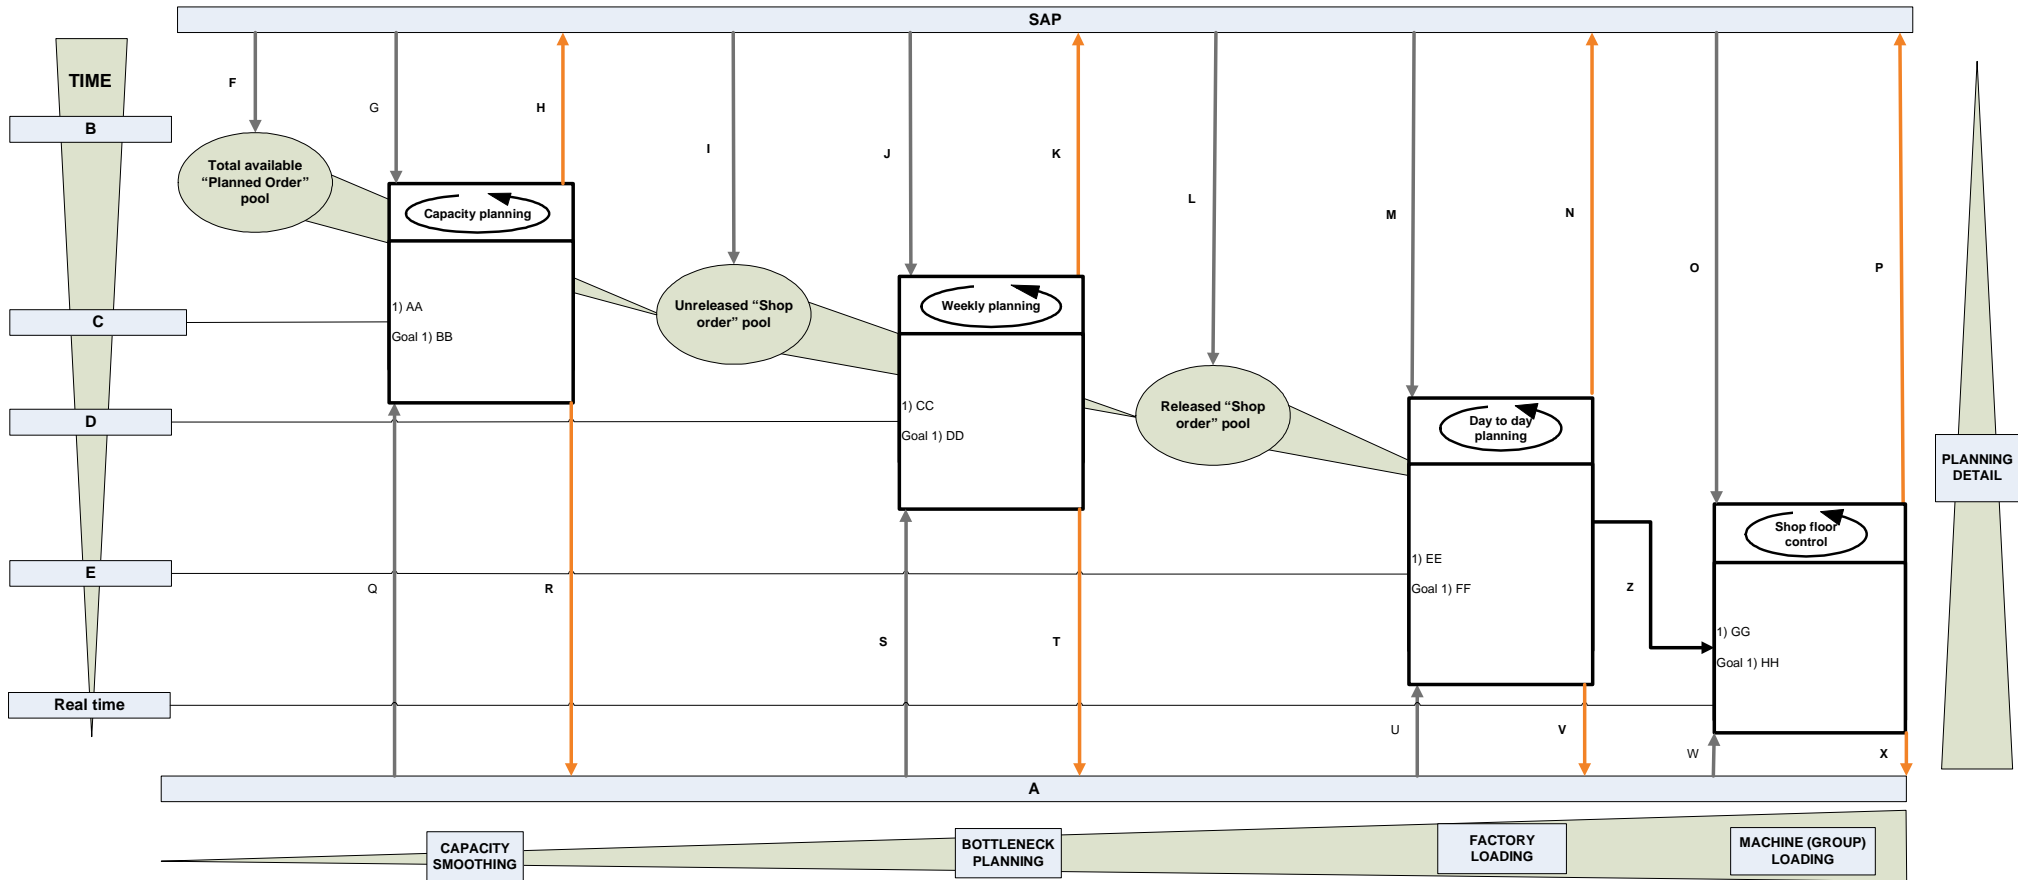 SAP
TIME
F
G
H
B
I
J
K
Total available
“Planned Order”
pool
L
M
N
Capacity planning
O
P
1) AA
Goal 1) BB
C
Unreleased “Shop
order” pool
Weekly planning
D
1) CC
Goal 1) DD
Released “Shop
order” pool
Day to day
planning
PLANNING
DETAIL
E
Q
R
1) EE
Goal 1) FF
Z
Shop floor
control
S
T
1) GG
Goal 1) HH
Real time
U
V
W
X
A
CAPACITY
SMOOTHING
BOTTLENECK
PLANNING
FACTORY
LOADING
MACHINE (GROUP)
LOADING